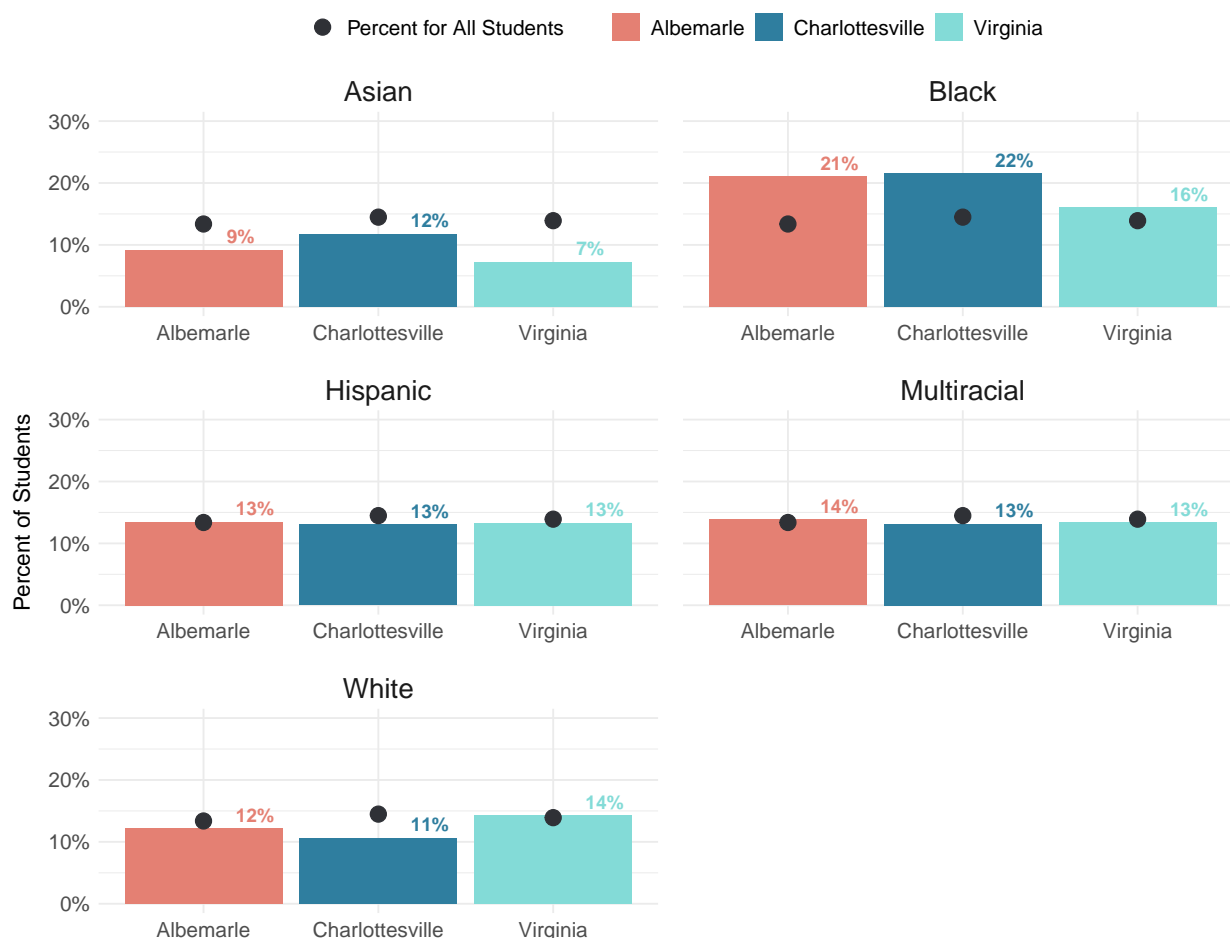 Percent for All Students Albemarle Charlottesville Virginia
Asian
Black
30%
20%
10%
0%
9%
12%
7%
21%
22%
16%
Albemarle Charlottesville Virginia
Albemarle Charlottesville Virginia
Hispanic
Multiracial
Percent of Students
30%
20%
10%
0%
13%
13%
13%
14%
13%
13%
Albemarle Charlottesville Virginia
Albemarle Charlottesville Virginia
White
30%
20%
10%
0%
12%
11%
14%
Albemarle Charlottesville Virginia